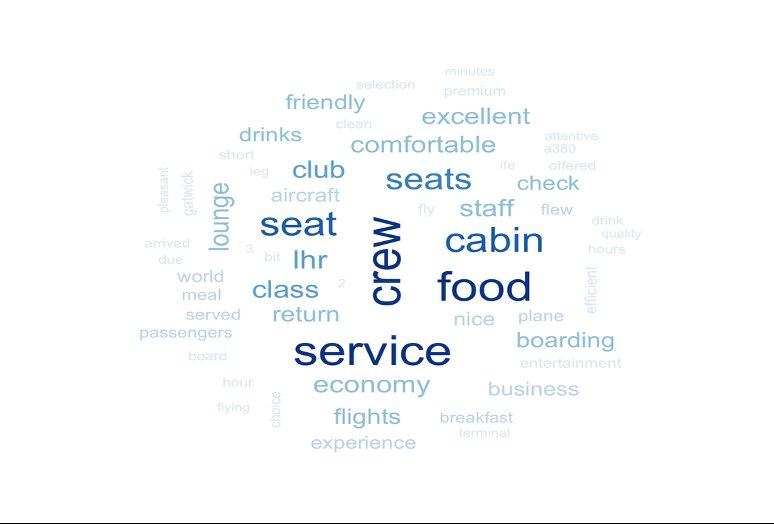 minutes
selection
premium
friendly
excellent
clean
drinks
attentive
comfortable
a380
short
ife
offered
leg
club
seats
check
pleasant
gatwick
aircraft
lounge
fly
staff
flew
seat
drink
quality
crew
cabin
arrived
3
hours
due
bit
lhr
world
2
food
efficient
meal
class
served
return
nice
plane
passengers
boarding
service
board
entertainment
hour
economy
business
flying
choice
flights
breakfast
terminal
experience